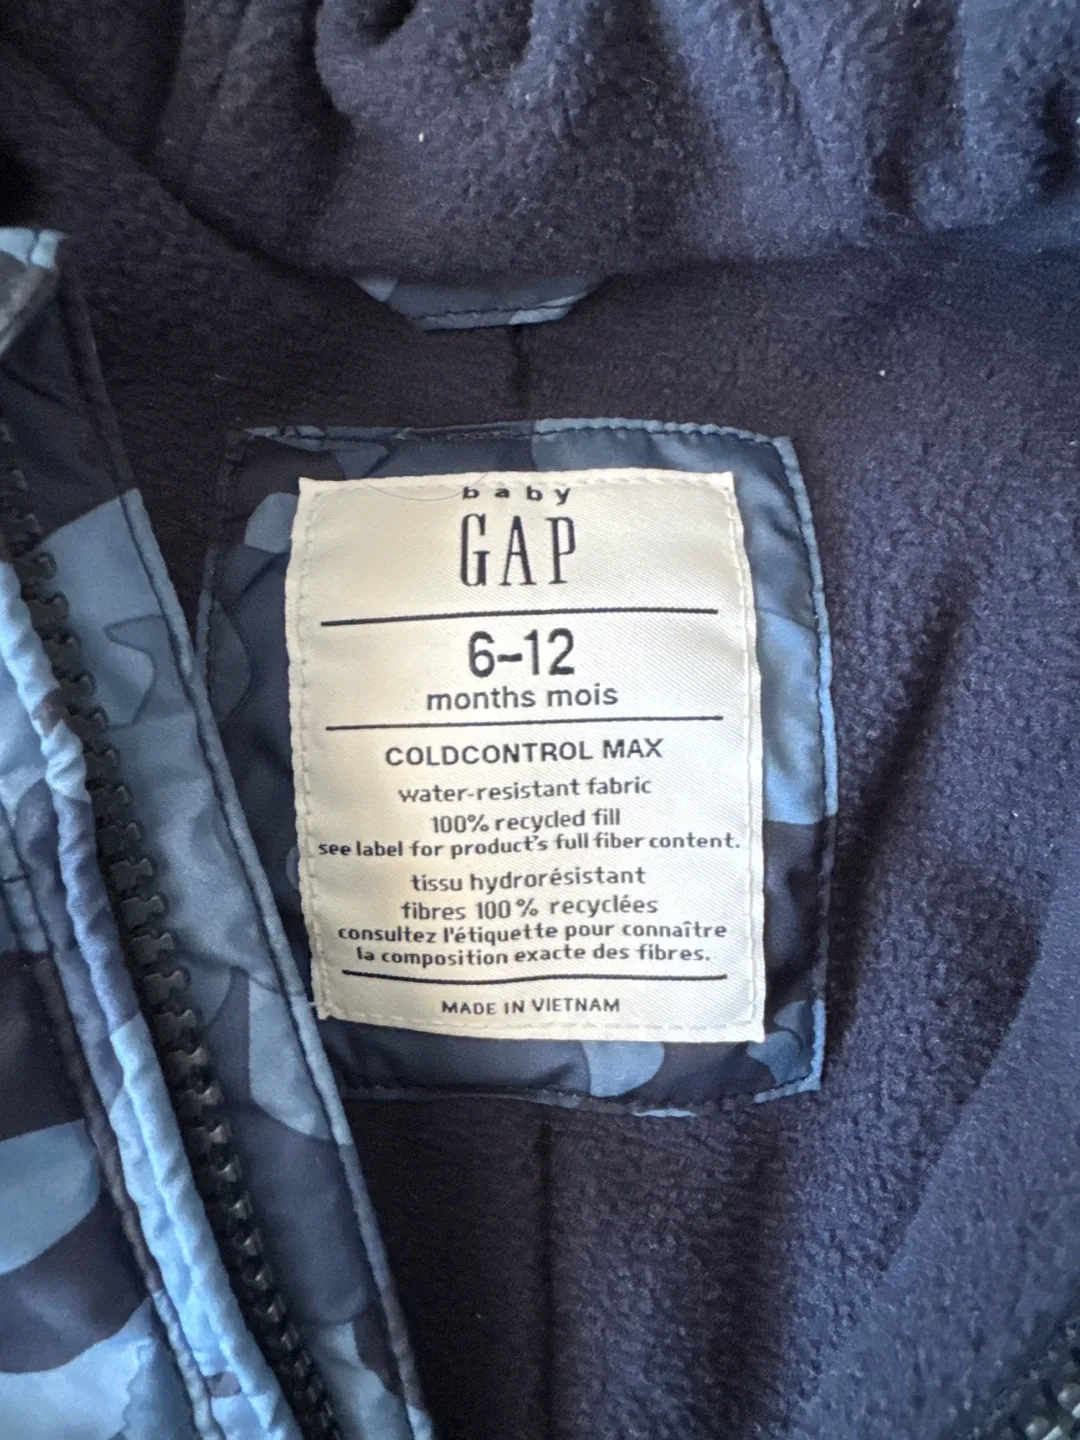 baby
GAP
6-12
months mois
COLDCONTROL MAX
water-resistant fabric
100% recycled fill
see label for product's full fiber content.
tissu hydrorésistant
fibres 100 % recyclées
consultez l'étiquette pour connaître
la composition exacte des fibres.
MADE IN VIETNAM